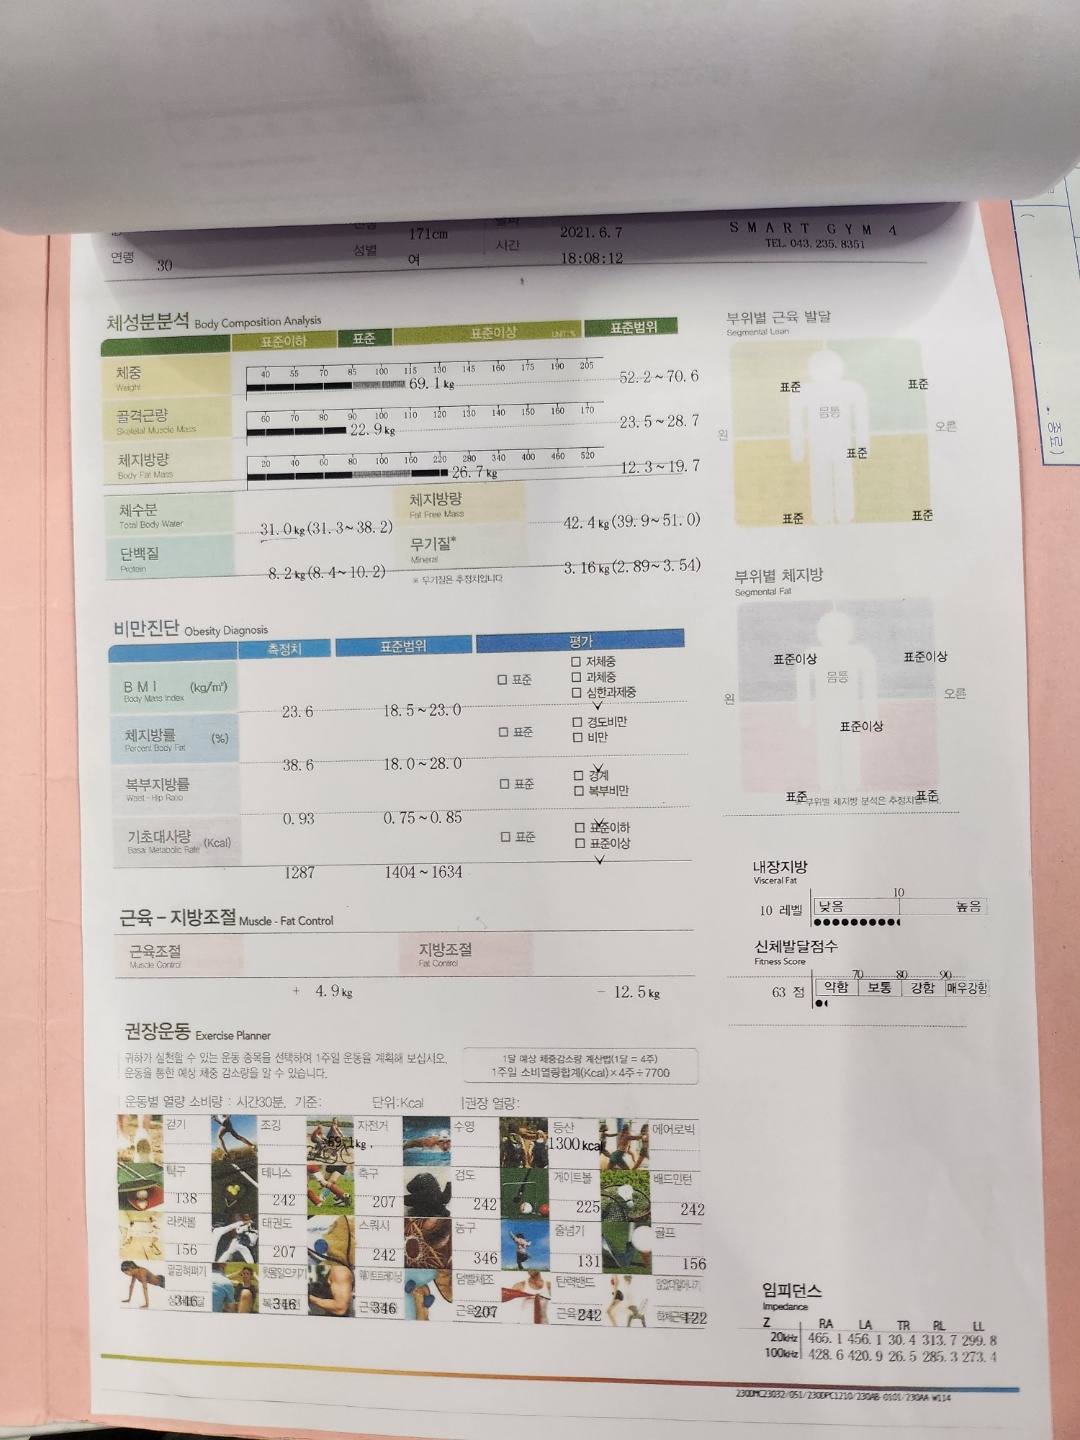 171cm
2021. 6. 7
SMART GYM 4
연령
30
성별
여
시간
18:08:12
TEL. 043. 235. 8351
체성분분석 Body Composition Analysis
표준이하 표준 표준이상 UNIT:% 표준범위
체중
Weight
40 55 70 85 100 115 130 145 160 175 190 205
69. 1 kg
52. 2 ~ 70. 6
골격근량
Skeletal Muscle Mass
60 70 80 90 100 110 120 130 140 150 160 170
22. 9 kg
23. 5 ~ 28. 7
체지방량
Body Fat Mass
20 40 60 80 100 160 220 280 340 400 460 520
26. 7 kg
12. 3 ~ 19. 7
체수분
Total Body Water
31. 0 kg (31. 3 ~ 38. 2)
체지방량
Fat Free Mass
42. 4 kg (39. 9 ~ 51. 0)
단백질
Protein
8. 2 kg (8. 4 ~ 10. 2)
무기질*
Mineral
※ 무기질은 추정치입니다
3. 16 kg (2. 89 ~ 3. 54)
비만진단 Obesity Diagnosis
측정치 표준범위 평가
BMI (kg/㎡)
Body Mass Index
23. 6
18. 5 ~ 23. 0
□ 표준
□ 저체중
□ 과체중
□ 심한과체중
체지방률 (%)
Percent Body Fat
38. 6
18. 0 ~ 28. 0
□ 표준
□ 경도비만
□ 비만
복부지방률
Waist - Hip Ratio
0. 93
0. 75 ~ 0. 85
□ 표준
□ 경계
□ 복부비만
기초대사량 (Kcal)
Basal Metabolic Rate
1287
1404 ~ 1634
□ 표준
□ 표준이하
□ 표준이상
근육 – 지방조절 Muscle - Fat Control
근육조절
Muscle Control
+ 4. 9 kg
지방조절
Fat Control
− 12. 5 kg
권장운동 Exercise Planner
귀하가 실천할 수 있는 운동 종목을 선택하여 1주일 운동을 계획해 보십시오.
운동을 통한 예상 체중 감소량을 알 수 있습니다.
1달 예상 체중감소량 계산법(1달 = 4주)
1주일 소비열량합계(Kcal)×4주÷7700
운동별 열량 소비량 : 시간30분, 기준: 단위:Kcal |권장 열량:
걷기 조깅 자전거 수영 등산 에어로빅
69. 1kg . 1300 kcal
탁구 테니스 축구 검도 게이트볼 배드민턴
138 242 207 242 225 242
라켓볼 태권도 스쿼시 농구 줄넘기 골프
156 207 242 346 131 156
팔굽혀펴기 윗몸일으키기 웨이트트레이닝 덤벨체조 탄력밴드 앉았다일어나기
346 346 346 207 242 122
부위별 근육 발달
Segmental Lean
표준 표준
몸통
왼 오른
표준
표준 표준
부위별 체지방
Segmental Fat
표준이상 표준이상
몸통
왼 오른
표준이상
표준 표준
※ 부위별 체지방 분석은 추정치입니다.
내장지방
Visceral Fat
10
10 레벨 낮음 높음
신체발달점수
Fitness Score
70 80 90
63 점 약함 보통 강함 매우강함
임피던스
Impedance
Z RA LA TR RL LL
20kHz 465. 1 456. 1 30. 4 313. 7 299. 8
100kHz 428. 6 420. 9 26. 5 285. 3 273. 4